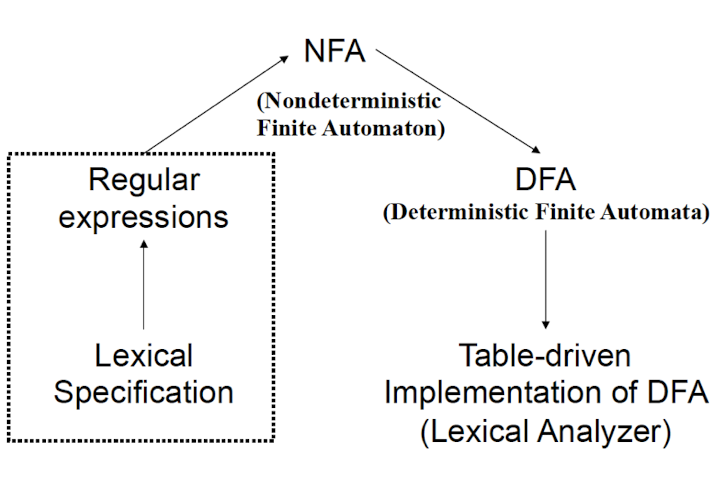 NFA
(Nondeterministic
Finite Automaton)
Regular
expressions
DFA
(Deterministic Finite Automata)
Lexical
Specification
Table-driven
Implementation of DFA
(Lexical Analyzer)